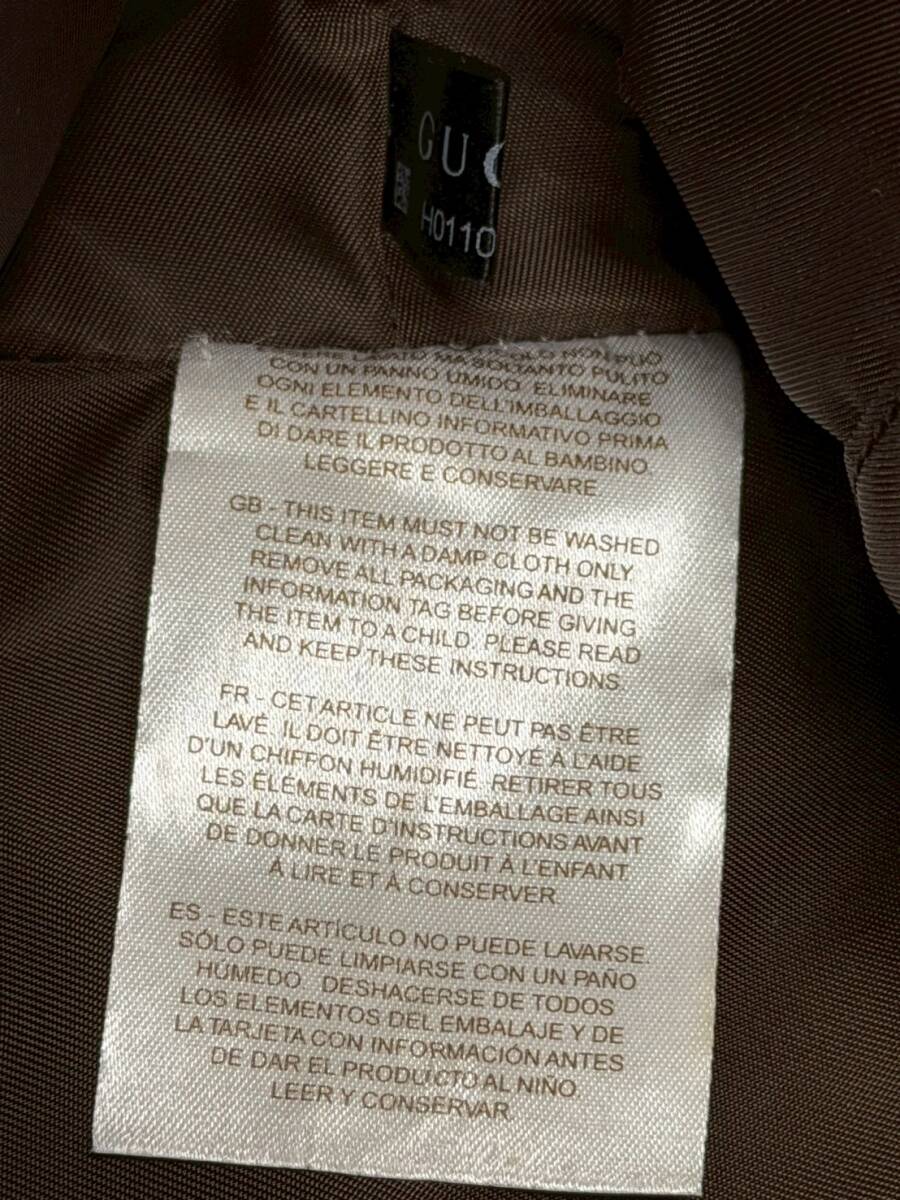 GUC
H0110
CON UN PANNO UMIDO. ELIMINARE
OGNI ELEMENTO DELL'IMBALLAGGIO
E IL CARTELLINO INFORMATIVO PRIMA
DI DARE IL PRODOTTO AL BAMBINO.
LEGGERE E CONSERVARE
GB - THIS ITEM MUST NOT BE WASHED
CLEAN WITH A DAMP CLOTH ONLY.
REMOVE ALL PACKAGING AND THE
INFORMATION TAG BEFORE GIVING
THE ITEM TO A CHILD. PLEASE READ
AND KEEP THESE INSTRUCTIONS.
FR - CET ARTICLE NE PEUT PAS ÊTRE
LAVÉ. IL DOIT ÊTRE NETTOYÉ À L'AIDE
D'UN CHIFFON HUMIDIFIÉ. RETIRER TOUS
LES ÉLÉMENTS DE L'EMBALLAGE AINSI
QUE LA CARTE D'INSTRUCTIONS AVANT
DE DONNER LE PRODUIT À L'ENFANT.
À LIRE ET À CONSERVER.
ES - ESTE ARTÍCULO NO PUEDE LAVARSE.
SÓLO PUEDE LIMPIARSE CON UN PAÑO
HÚMEDO. DESHACERSE DE TODOS
LOS ELEMENTOS DEL EMBALAJE Y DE
LA TARJETA CON INFORMACIÓN ANTES
DE DAR EL PRODUCTO AL NIÑO.
LEER Y CONSERVAR